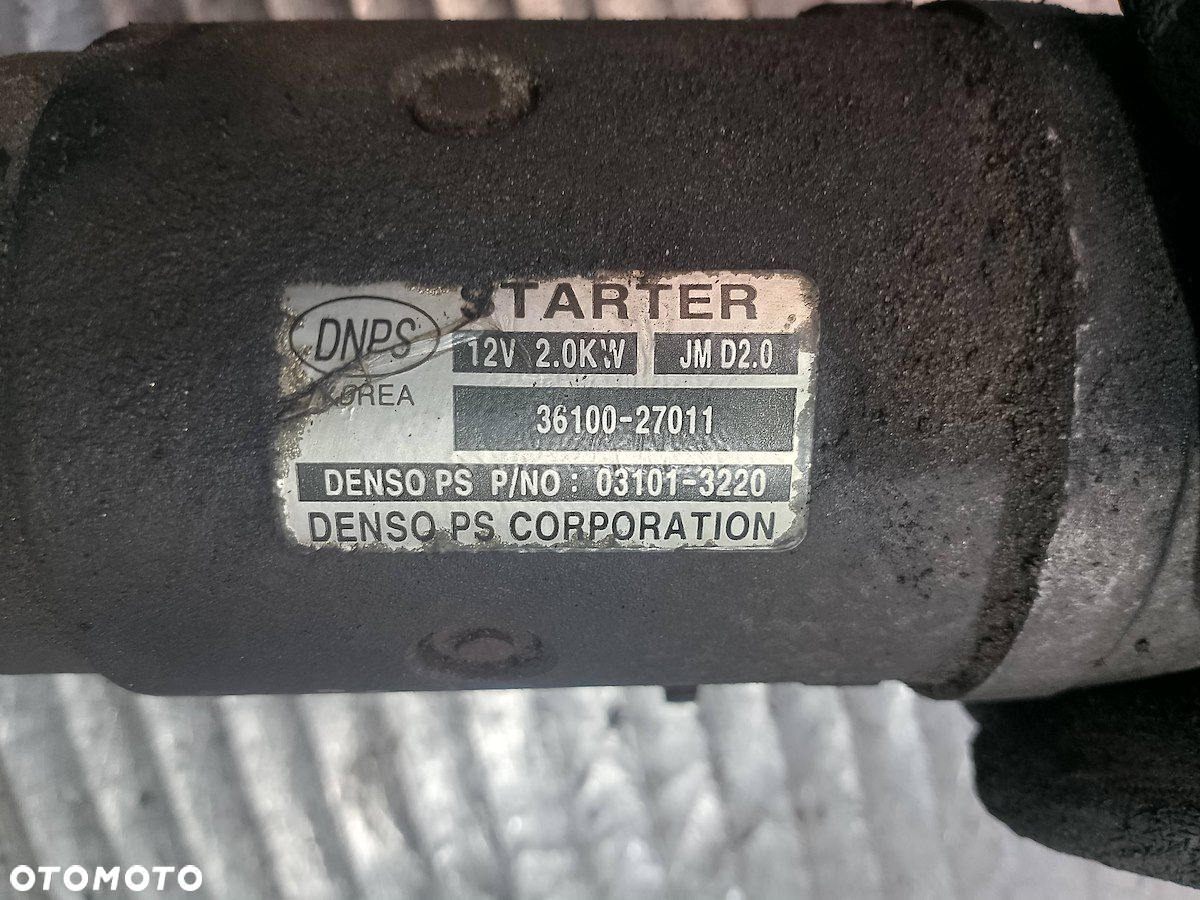 STARTER
DNPS
12V 2.0KW JM D2.0
KOREA
36100-27011
DENSO PS P/NO : 03101-3220
DENSO PS CORPORATION
OTOMOTO